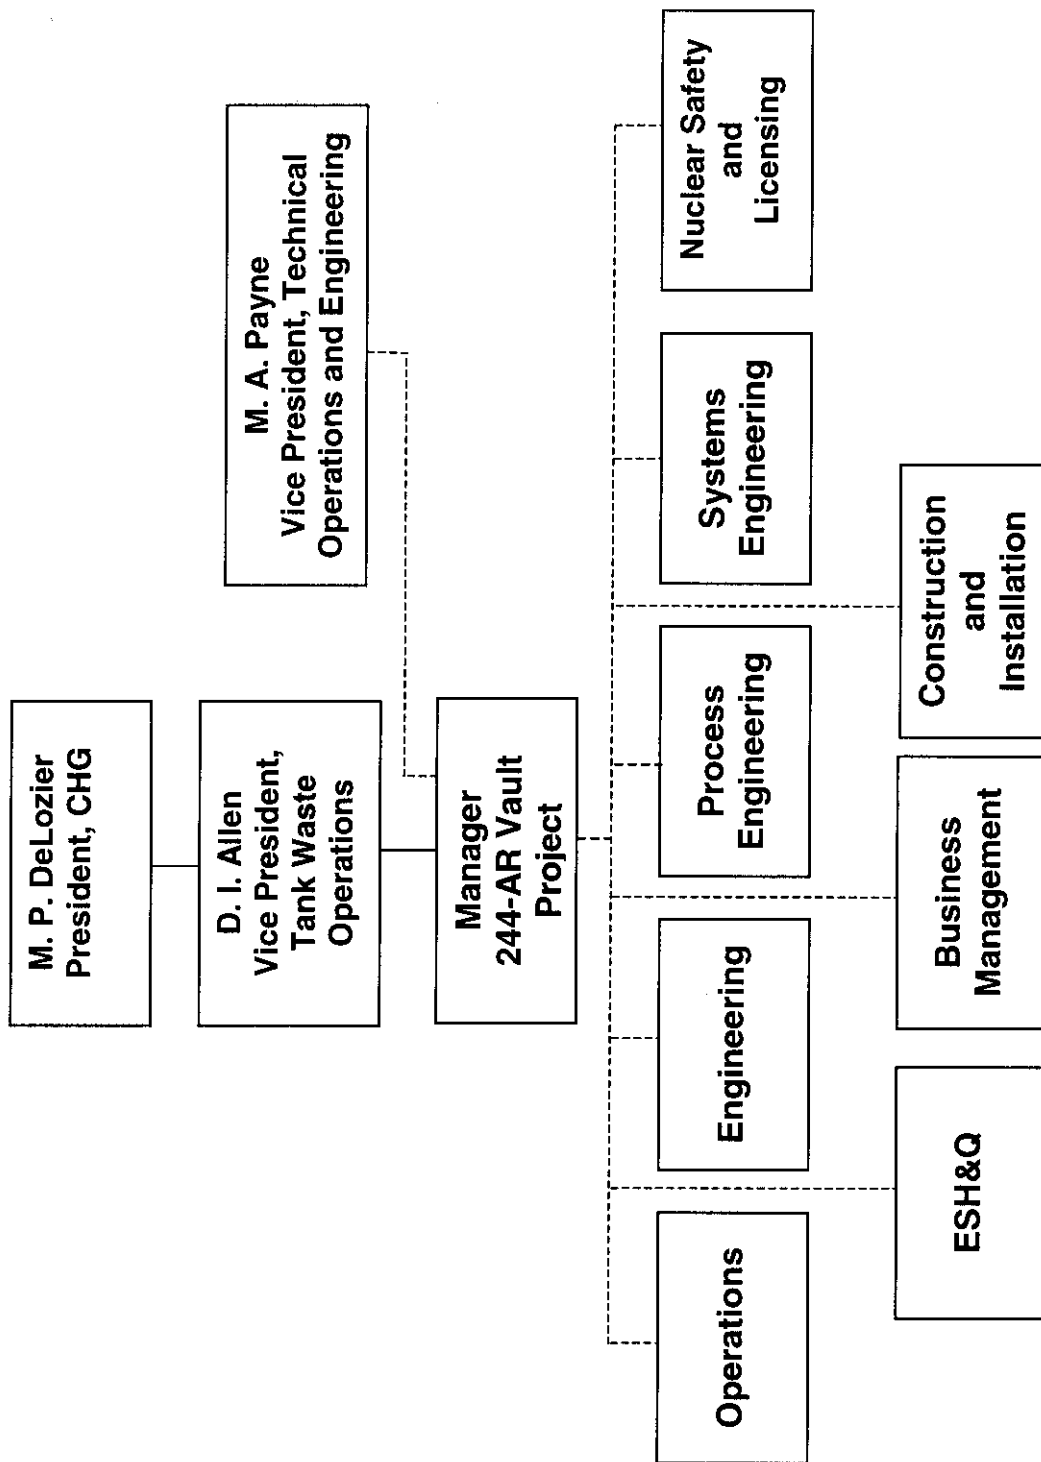 M. P. DeLozier
President, CHG
D. I. Allen
Vice President,
Tank Waste
Operations
M. A. Payne
Vice President, Technical
Operations and Engineering
Manager
244-AR Vault
Project
Operations
Engineering
Process
Engineering
Systems
Engineering
Nuclear Safety
and
Licensing
ESH&Q
Business
Management
Construction
and
Installation